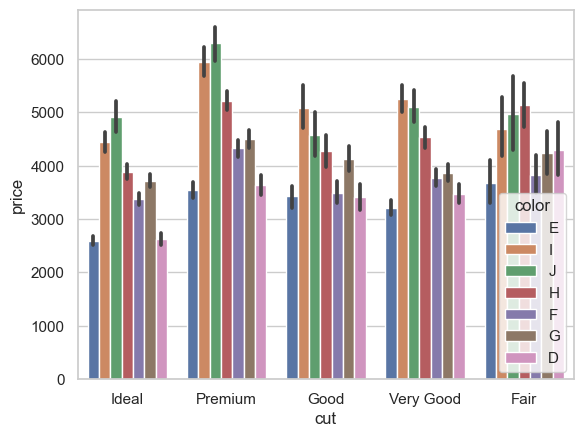 6000
5000
4000
3000
2000
1000
0
price
Ideal
Premium
Good
Very Good
Fair
cut
color
E
I
J
H
F
G
D